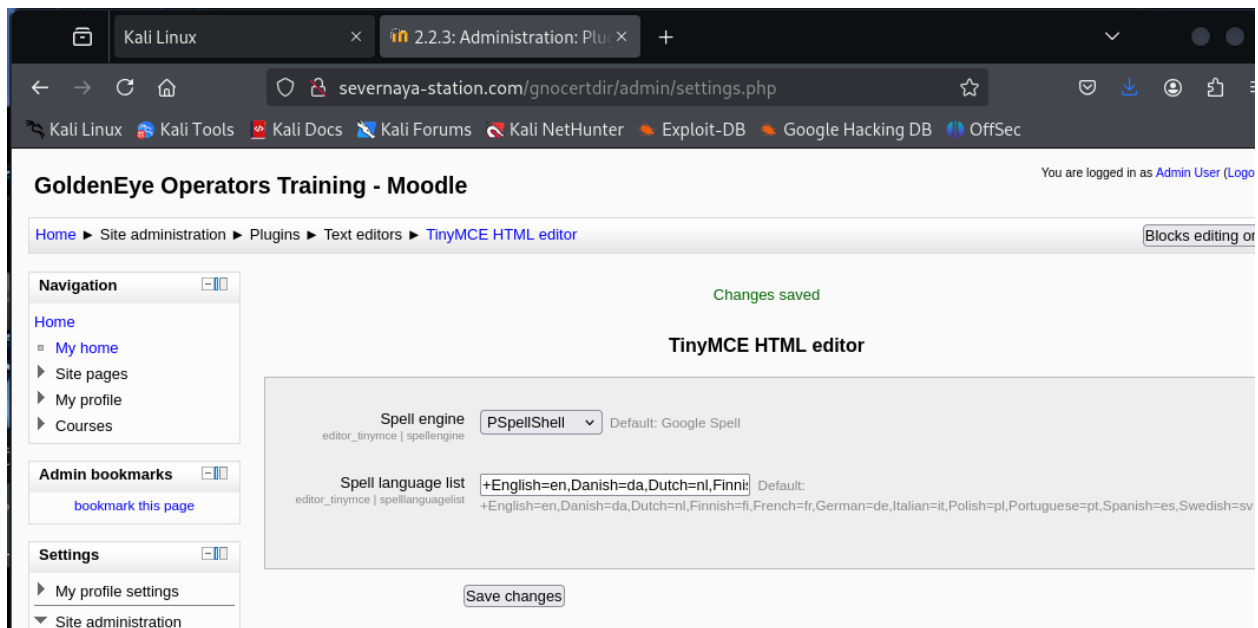 Kali Linux
2.2.3: Administration: Plu
severnaya-station.com/gnocertdir/admin/settings.php
Kali Linux Kali Tools Kali Docs Kali Forums Kali NetHunter Exploit-DB Google Hacking DB OffSec
You are logged in as Admin User (Logo
GoldenEye Operators Training - Moodle
Home ► Site administration ► Plugins ► Text editors ► TinyMCE HTML editor
Blocks editing on
Navigation
Home
My home
Site pages
My profile
Courses
Admin bookmarks
bookmark this page
Settings
My profile settings
Site administration
Changes saved
TinyMCE HTML editor
Spell engine PSpellShell Default: Google Spell
editor_tinymce | spellengine
Spell language list +English=en,Danish=da,Dutch=nl,Finnis Default:
editor_tinymce | spelllanguagelist +English=en,Danish=da,Dutch=nl,Finnish=fi,French=fr,German=de,Italian=it,Polish=pl,Portuguese=pt,Spanish=es,Swedish=sv
Save changes